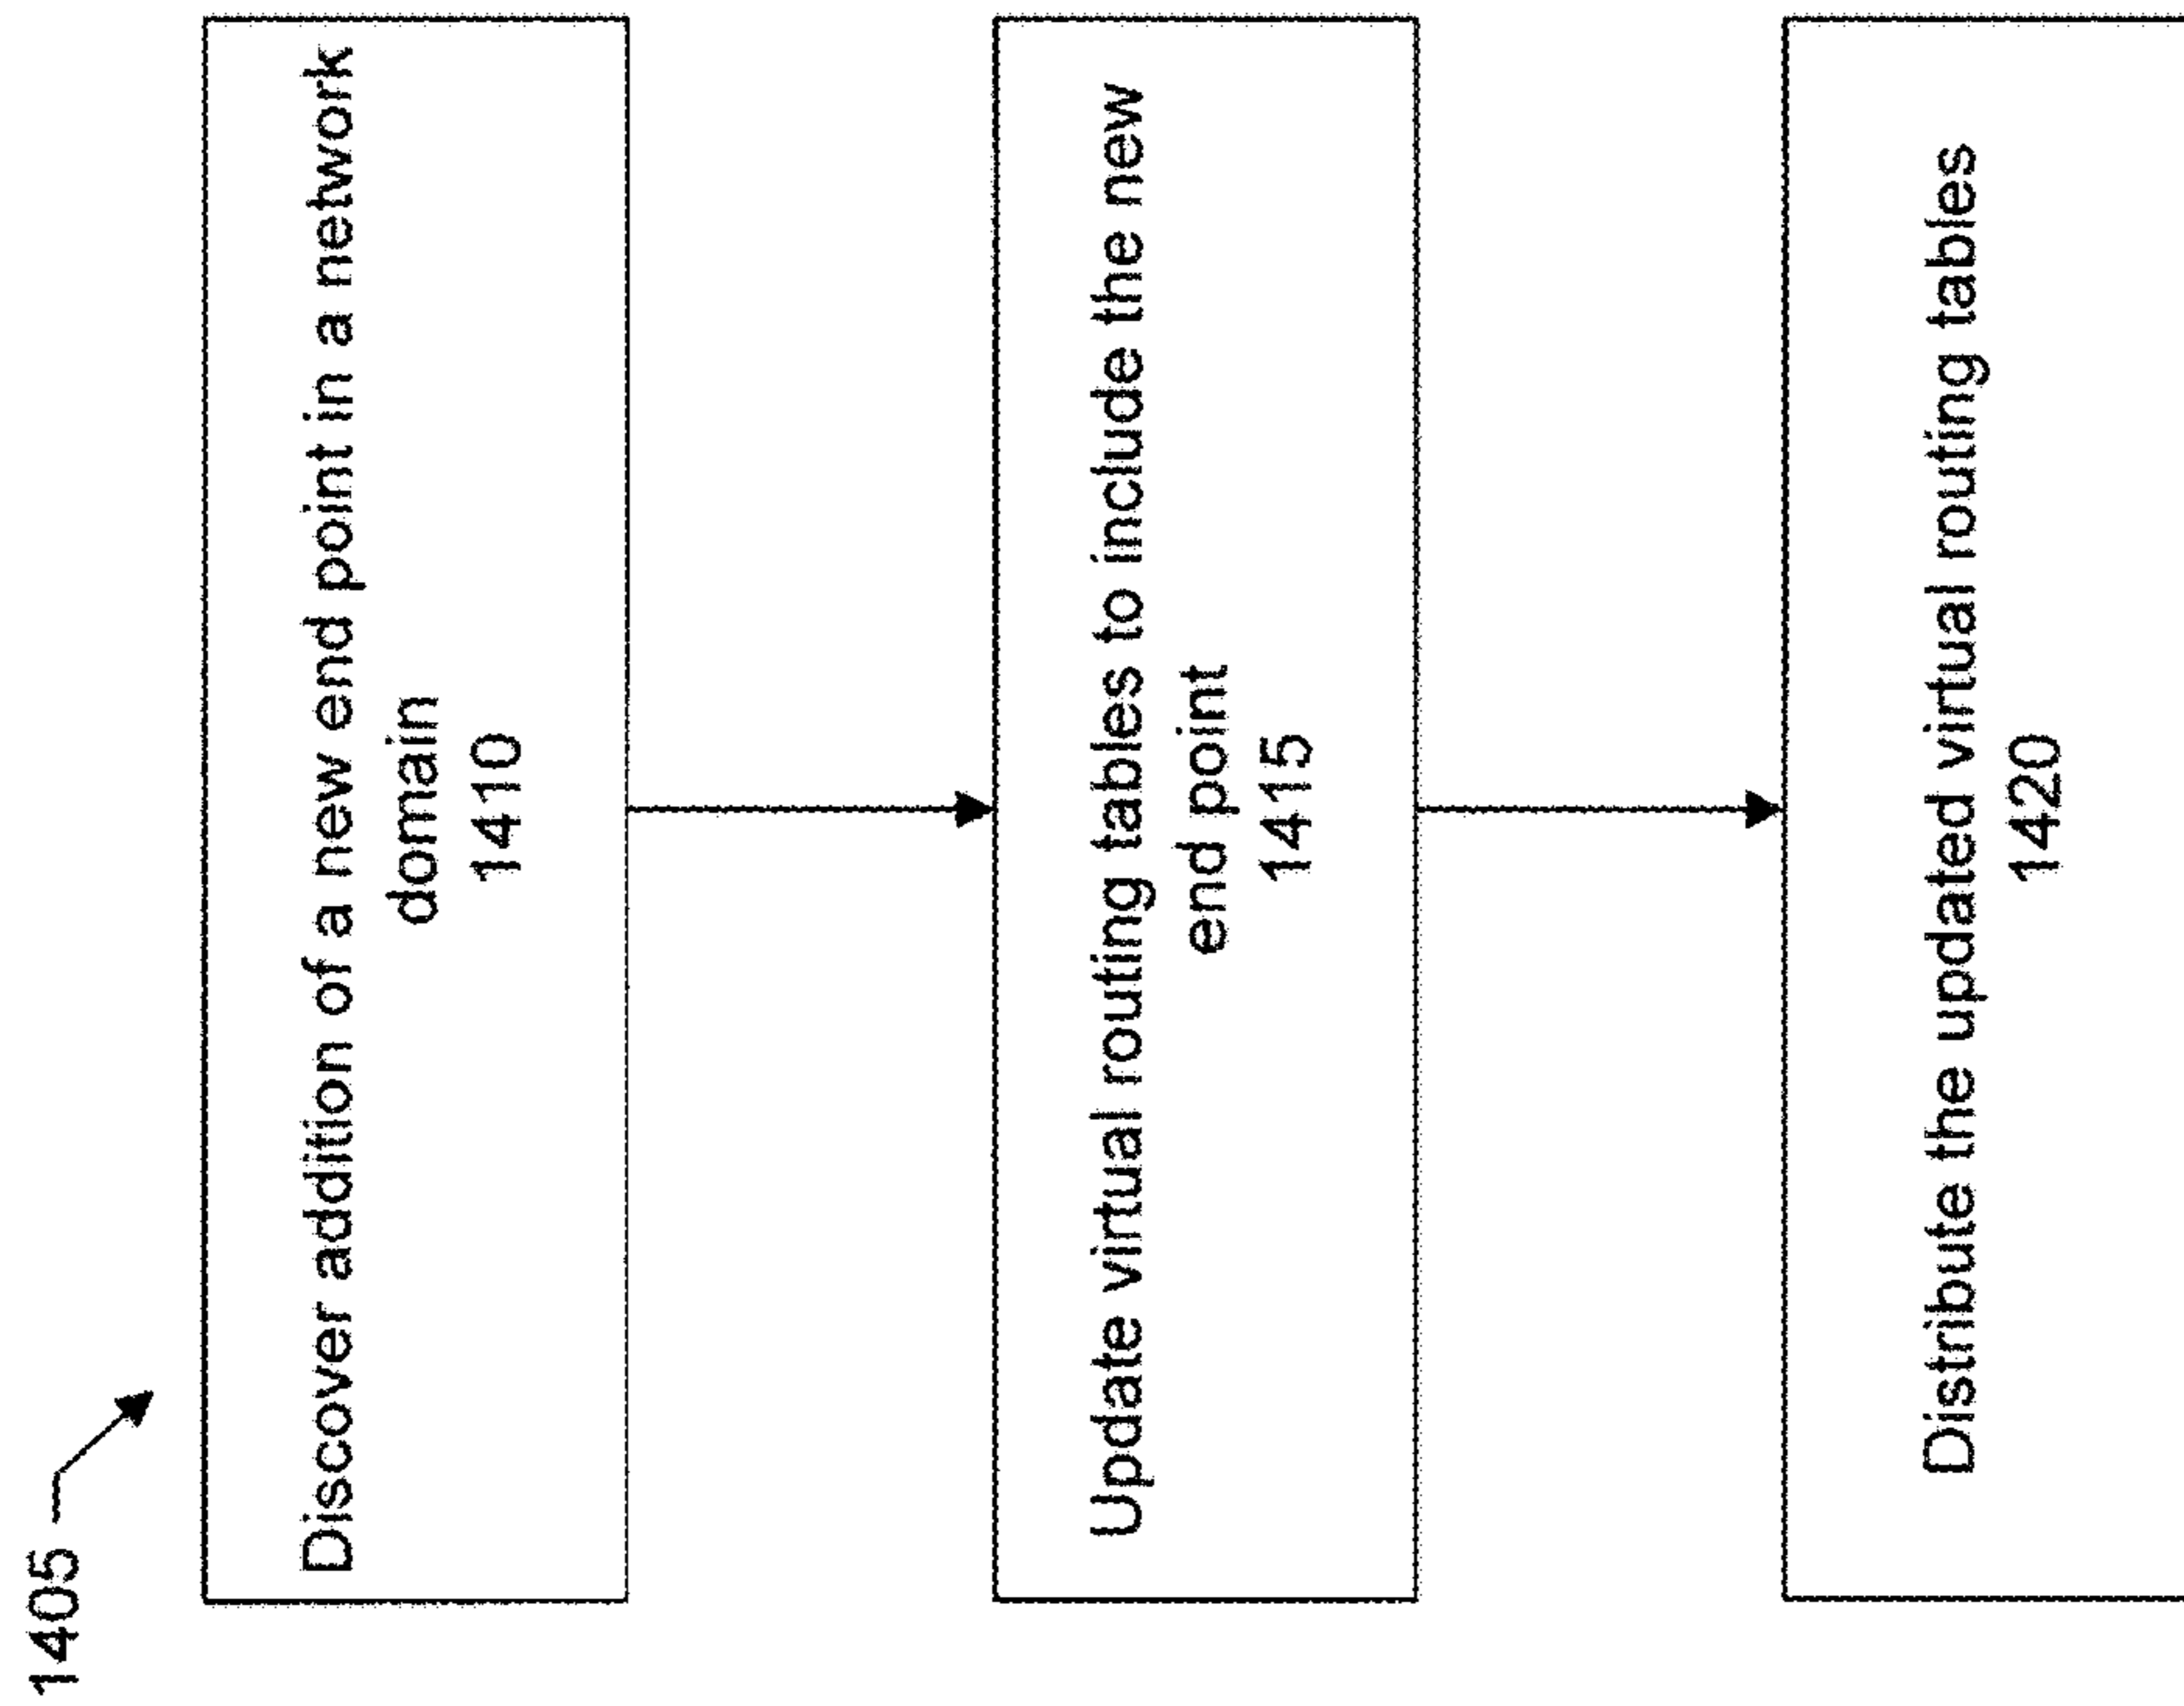 1405
Discover addition of a new end point in a network
domain
1410
Update virtual routing tables to include the new
end point
1415
Distribute the updated virtual routing tables
1420